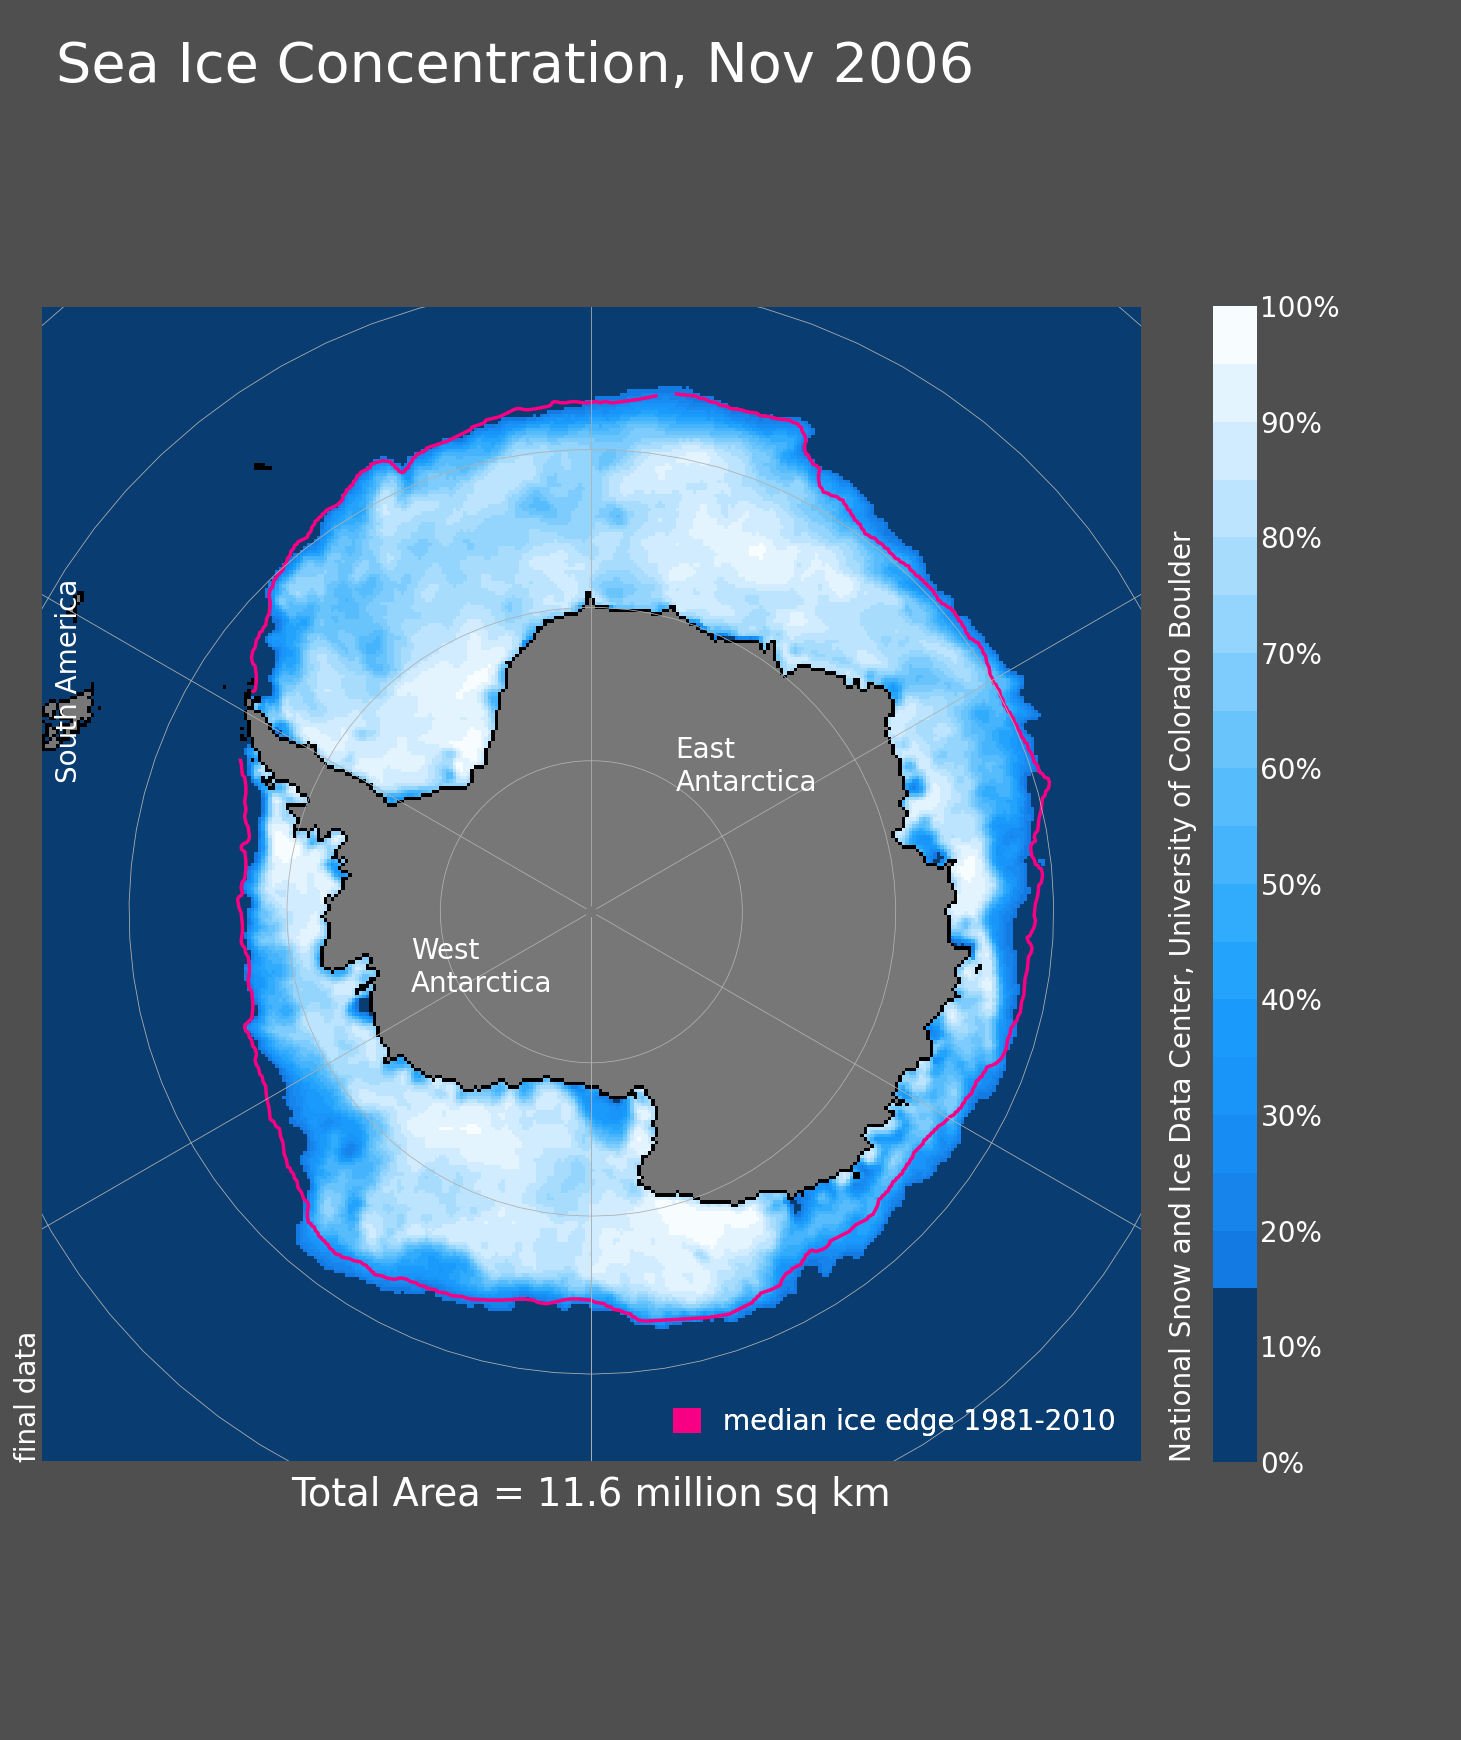 Sea Ice Concentration, Nov 2006
South America
East
Antarctica
West
Antarctica
median ice edge 1981-2010
final data
Total Area = 11.6 million sq km
National Snow and Ice Data Center, University of Colorado Boulder
100%
90%
80%
70%
60%
50%
40%
30%
20%
10%
0%